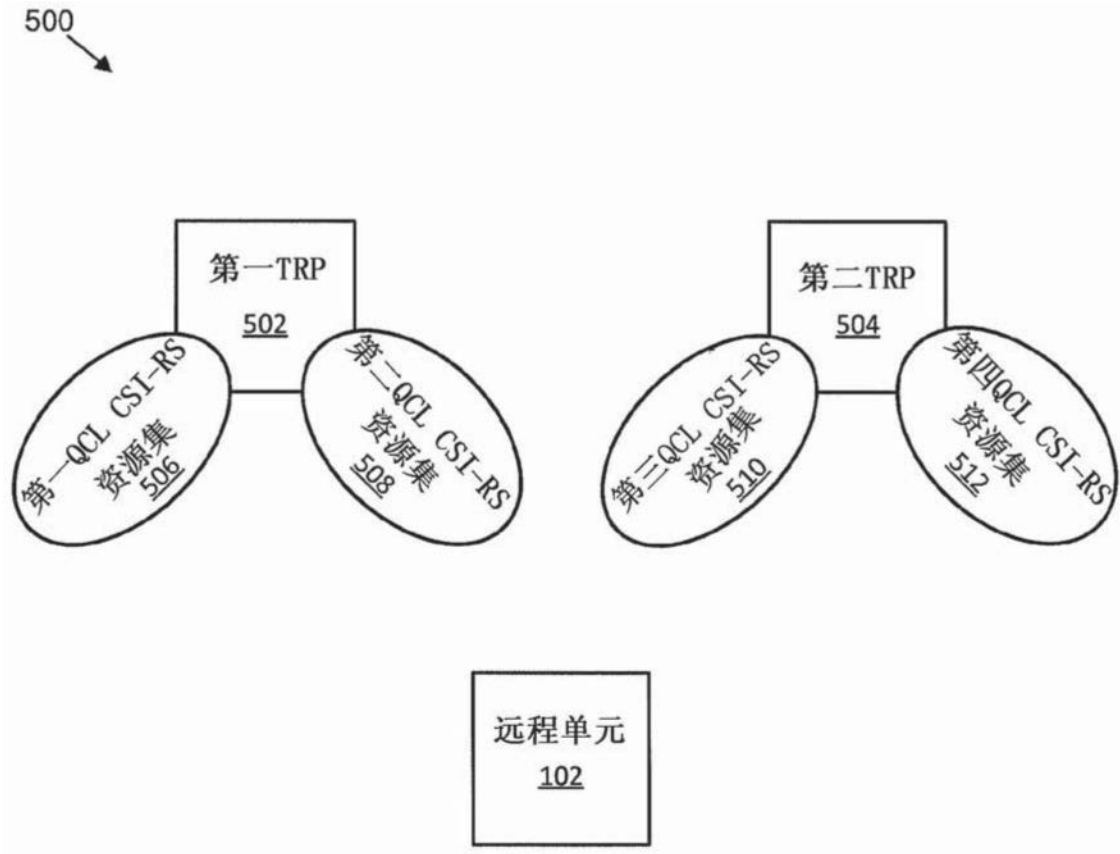 500
第一TRP
502
第二TRP
504
第一QCL CSI-RS
资源集
506
第二QCL CSI-RS
资源集
508
第三QCL CSI-RS
资源集
510
第四QCL CSI-RS
资源集
512
远程单元
102